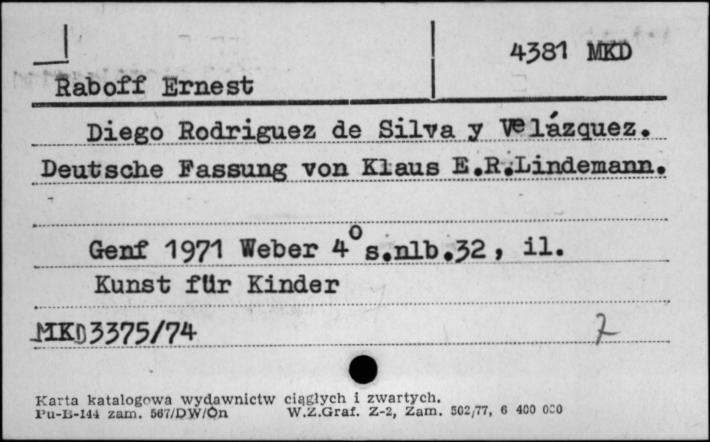 4381 MKD
Raboff Ernest
Diego Rodriguez de Silva y Velázquez.
Deutsche Fassung von Klaus E.R.Lindemann.
Genf 1971 Weber 4° s.nlb.32, il.
Kunst für Kinder
MKD3375/74
2
Karta katalogowa wydawnictw ciągłych i zwartych.
Pu-B-144 zam. 567/DW/Ón W.Z.Graf. Z-2, Zam. 502/77, 6 400 000